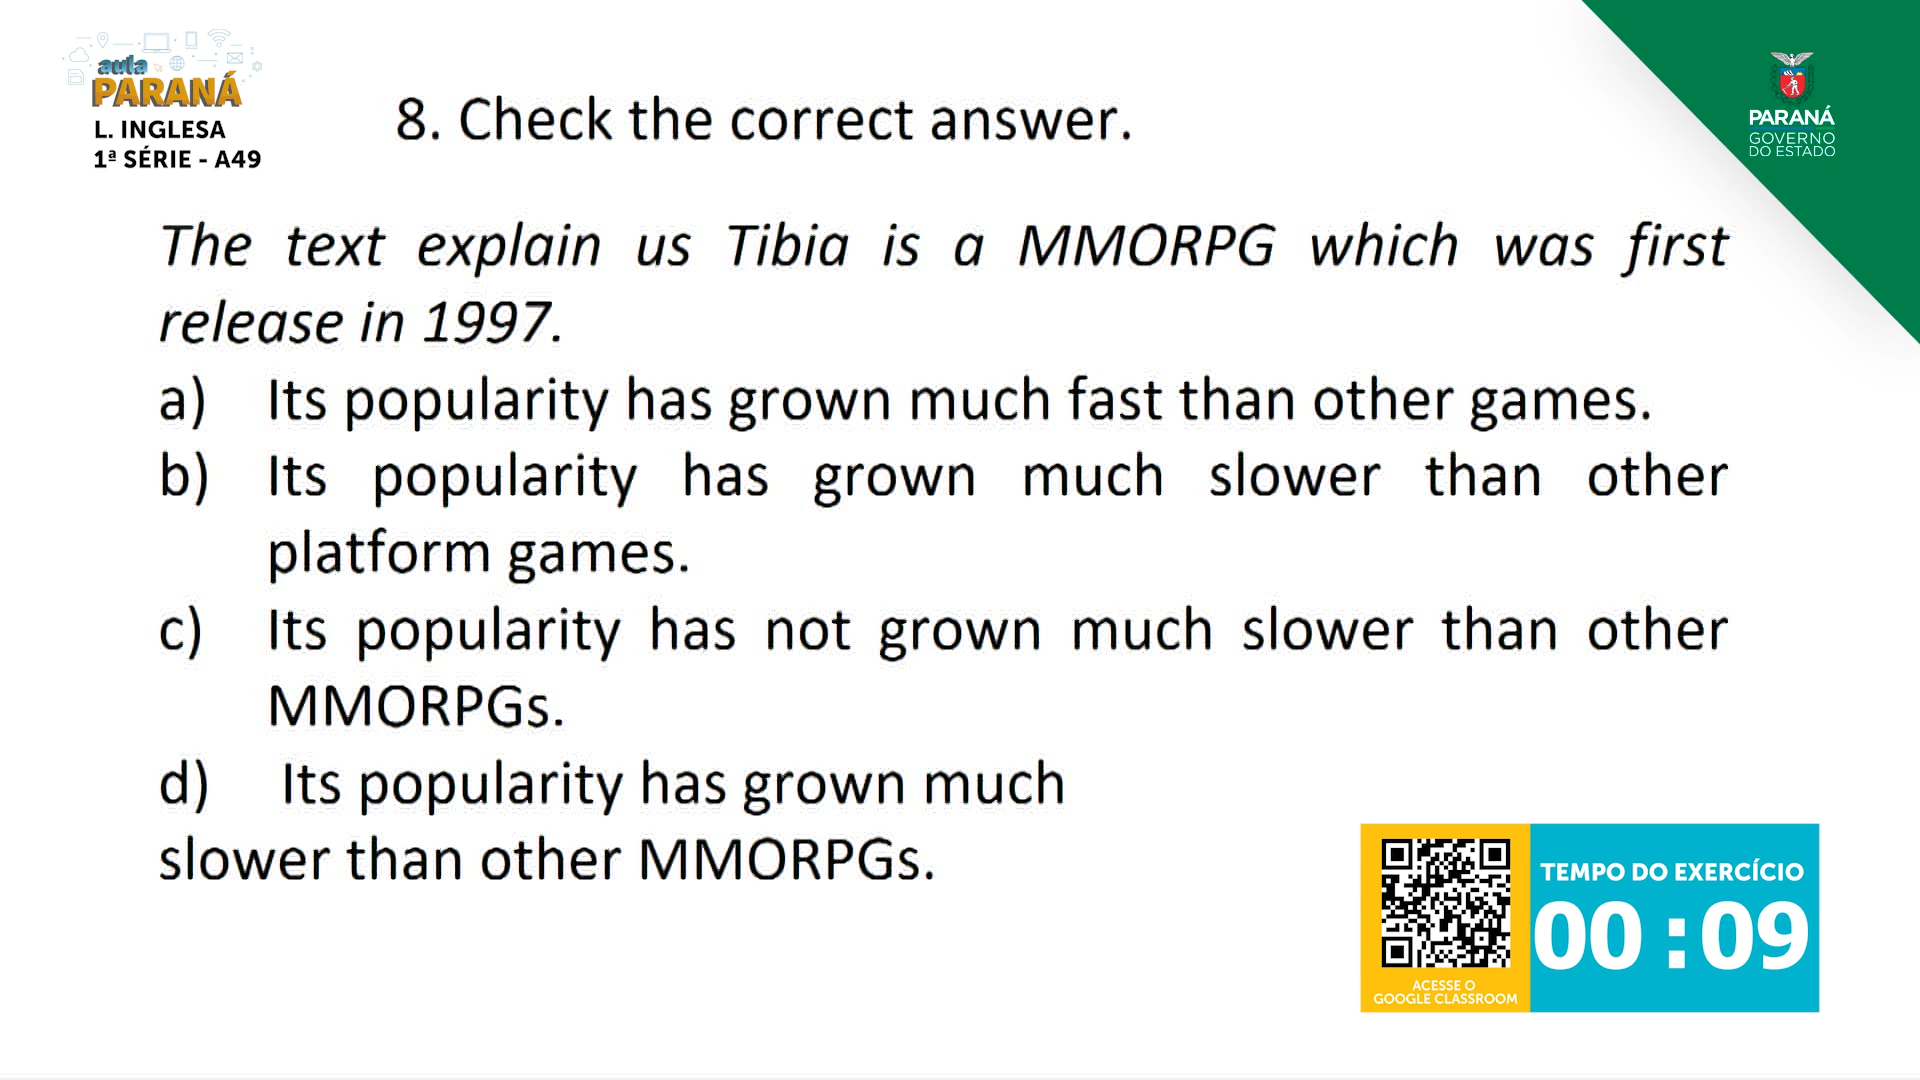 aula
PARANÁ
L. INGLESA
1ª SÉRIE - A49
8. Check the correct answer.
PARANÁ
GOVERNO
DO ESTADO
The text explain us Tibia is a MMORPG which was first
release in 1997.
a) Its popularity has grown much fast than other games.
b) Its popularity has grown much slower than other
platform games.
c) Its popularity has not grown much slower than other
MMORPGs.
d) Its popularity has grown much
slower than other MMORPGs.
TEMPO DO EXERCÍCIO
00:09
ACESSE O
GOOGLE CLASSROOM